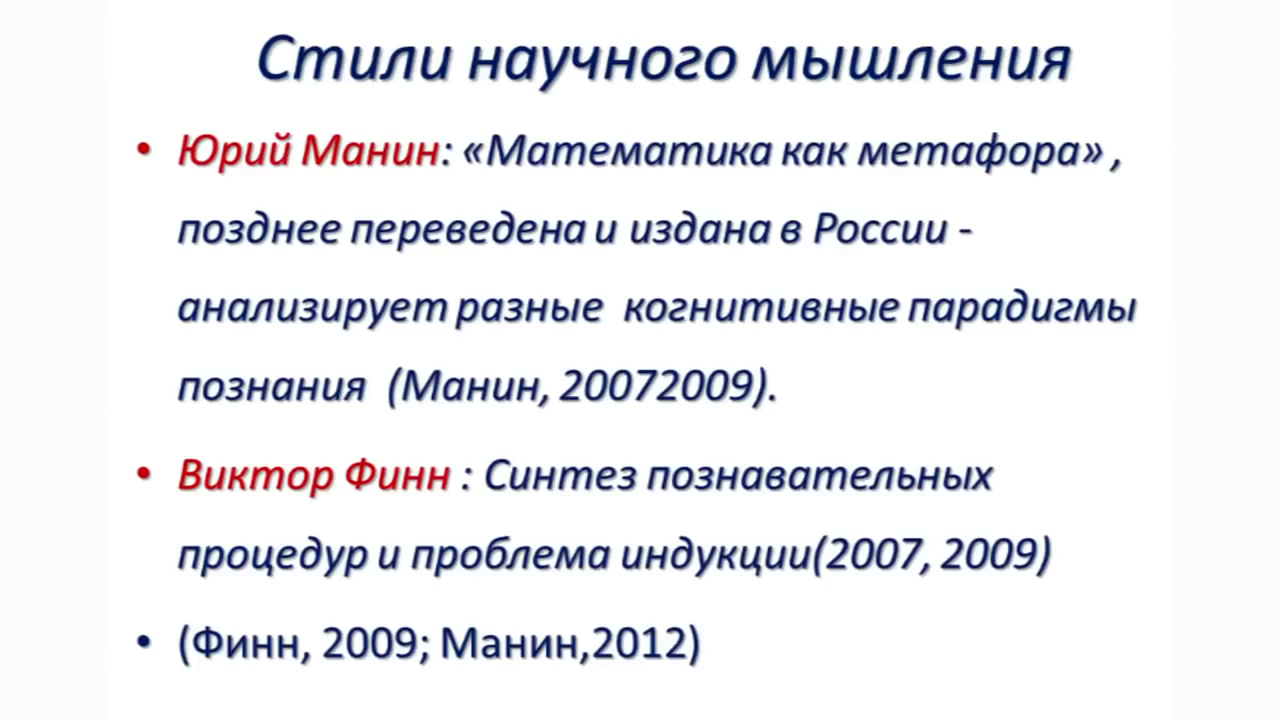 Стили научного мышления
• Юрий Манин: «Математика как метафора» ,
позднее переведена и издана в России -
анализирует разные когнитивные парадигмы
познания (Манин, 20072009).
• Виктор Финн : Синтез познавательных
процедур и проблема индукции(2007, 2009)
• (Финн, 2009; Манин,2012)